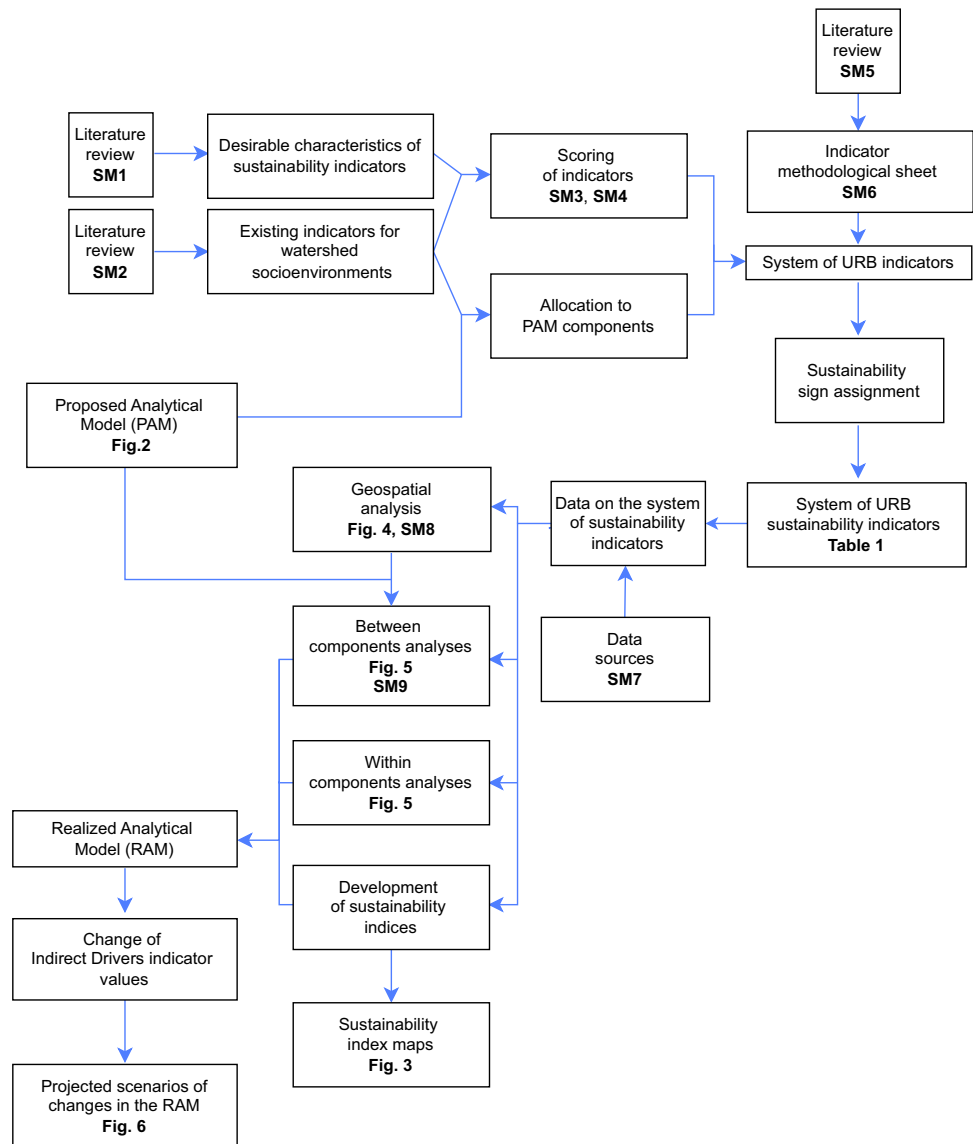 Literature
review
SM5
Literature
review
SM1
Desirable characteristics of
sustainability indicators
Scoring
of indicators
SM3, SM4
Indicator
methodological sheet
SM6
Literature
review
SM2
Existing indicators for
watershed
socioenvironments
System of URB indicators
Allocation to
PAM components
Sustainability
sign assignment
Proposed Analytical
Model (PAM)
Fig.2
Geospatial
analysis
Fig. 4, SM8
Data on the system
of sustainability
indicators
System of URB
sustainability indicators
Table 1
Between
components analyses
Fig. 5
SM9
Data
sources
SM7
Within
components analyses
Fig. 5
Realized Analytical
Model (RAM)
Development
of sustainability
indices
Change of
Indirect Drivers indicator
values
Sustainability
index maps
Fig. 3
Projected scenarios of
changes in the RAM
Fig. 6